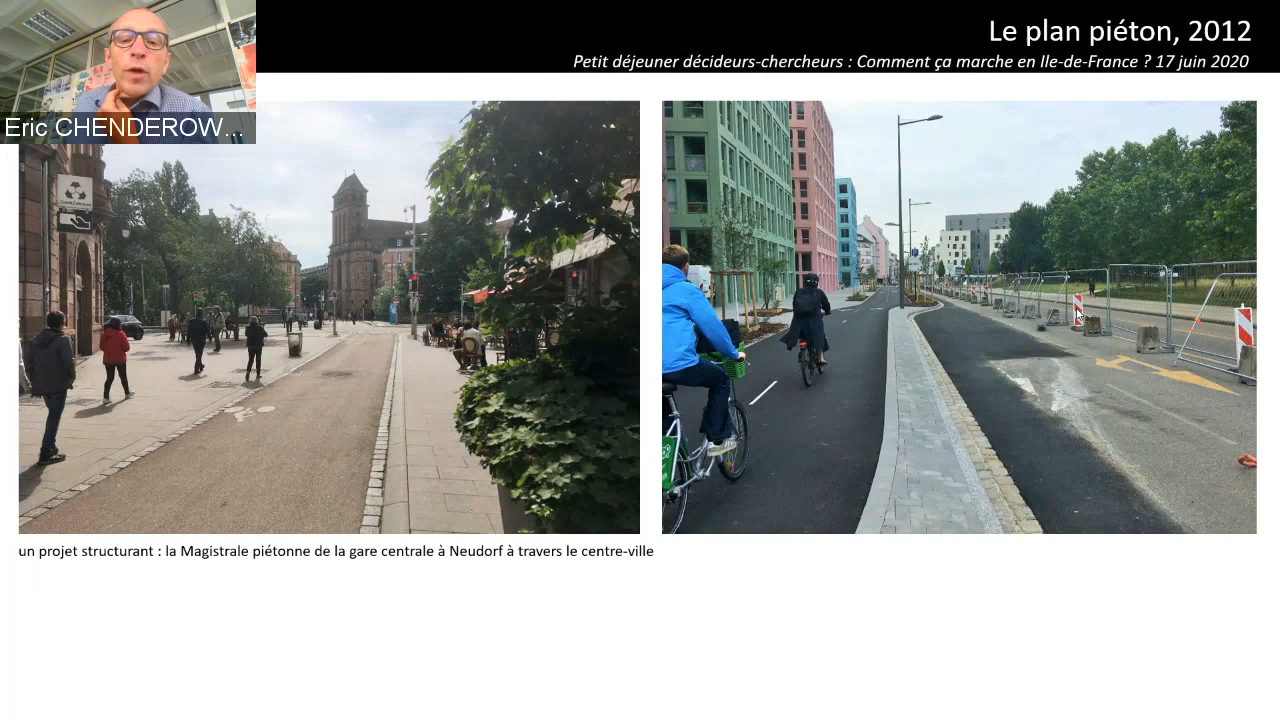 Le plan piéton, 2012
Petit déjeuner décideurs-chercheurs : Comment ça marche en Ile-de-France ? 17 juin 2020
Eric CHENDEROW...
un projet structurant : la Magistrale piétonne de la gare centrale à Neudorf à travers le centre-ville